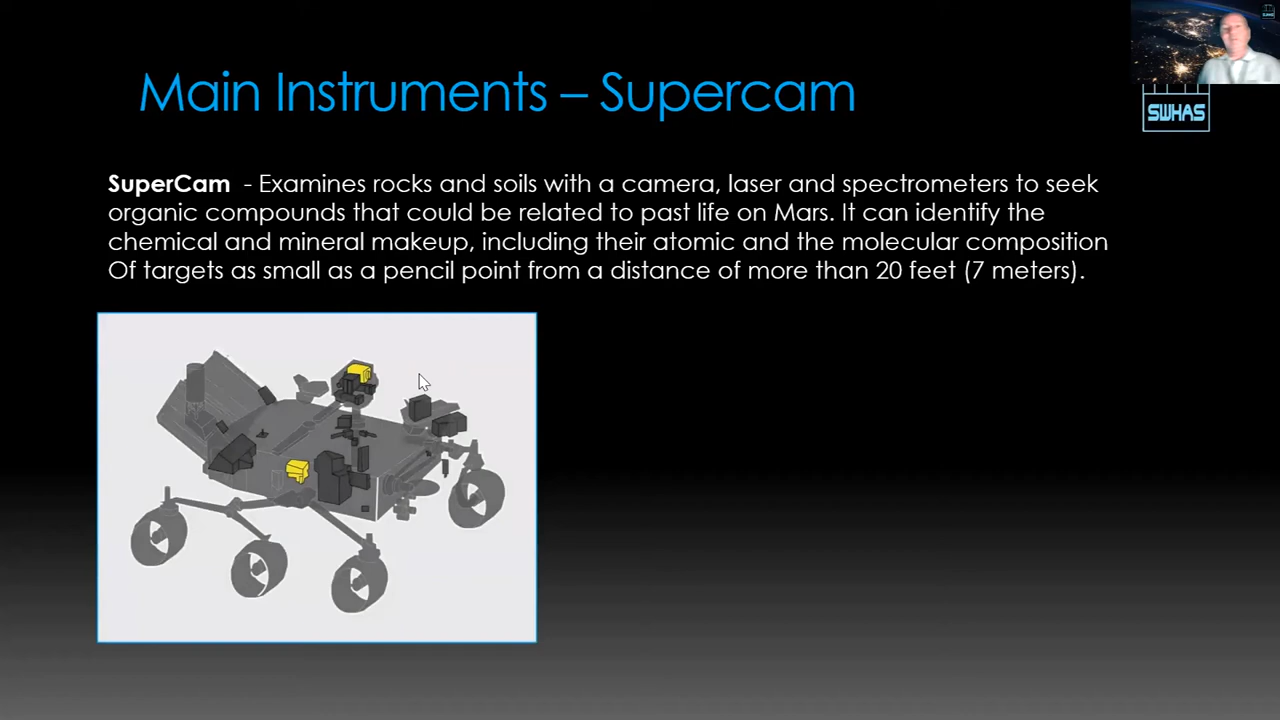 Main Instruments – Supercam
SWHAS
SuperCam - Examines rocks and soils with a camera, laser and spectrometers to seek
organic compounds that could be related to past life on Mars. It can identify the
chemical and mineral makeup, including their atomic and the molecular composition
Of targets as small as a pencil point from a distance of more than 20 feet (7 meters).